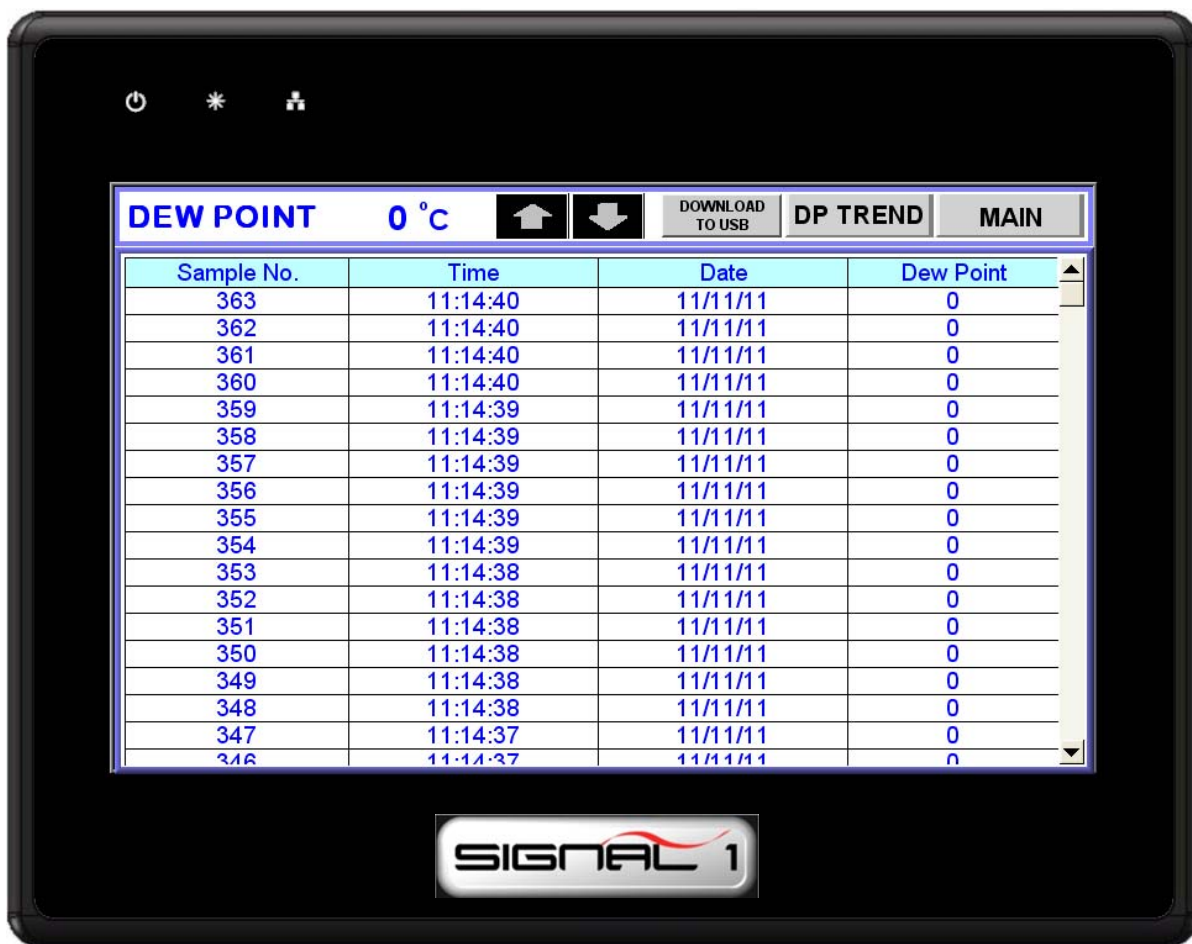 DEW POINT 0 °C DOWNLOAD TO USB DP TREND MAIN
Sample No. Time Date Dew Point
363 11:14:40 11/11/11 0
362 11:14:40 11/11/11 0
361 11:14:40 11/11/11 0
360 11:14:40 11/11/11 0
359 11:14:39 11/11/11 0
358 11:14:39 11/11/11 0
357 11:14:39 11/11/11 0
356 11:14:39 11/11/11 0
355 11:14:39 11/11/11 0
354 11:14:39 11/11/11 0
353 11:14:38 11/11/11 0
352 11:14:38 11/11/11 0
351 11:14:38 11/11/11 0
350 11:14:38 11/11/11 0
349 11:14:38 11/11/11 0
348 11:14:38 11/11/11 0
347 11:14:37 11/11/11 0
346 11:14:37 11/11/11 0
SIGNAL 1